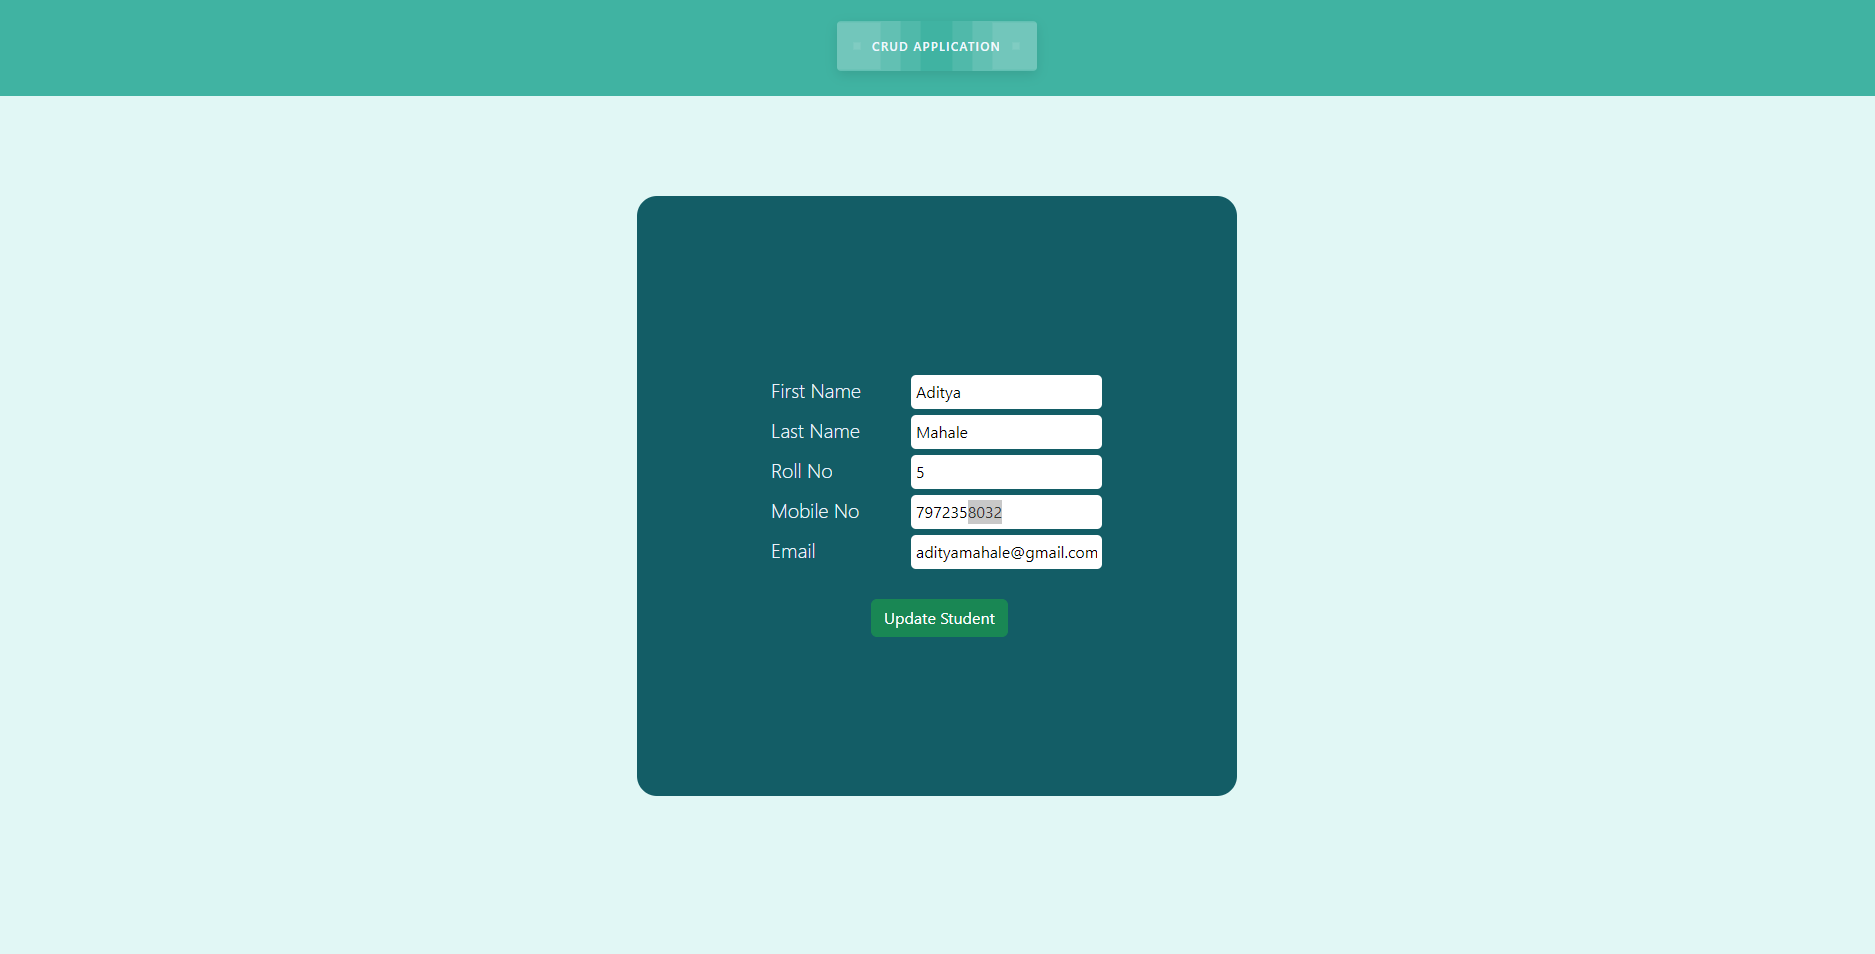 CRUD APPLICATION
First Name Aditya
Last Name Mahale
Roll No 5
Mobile No 7972358032
Email adityamahale@gmail.com
Update Student